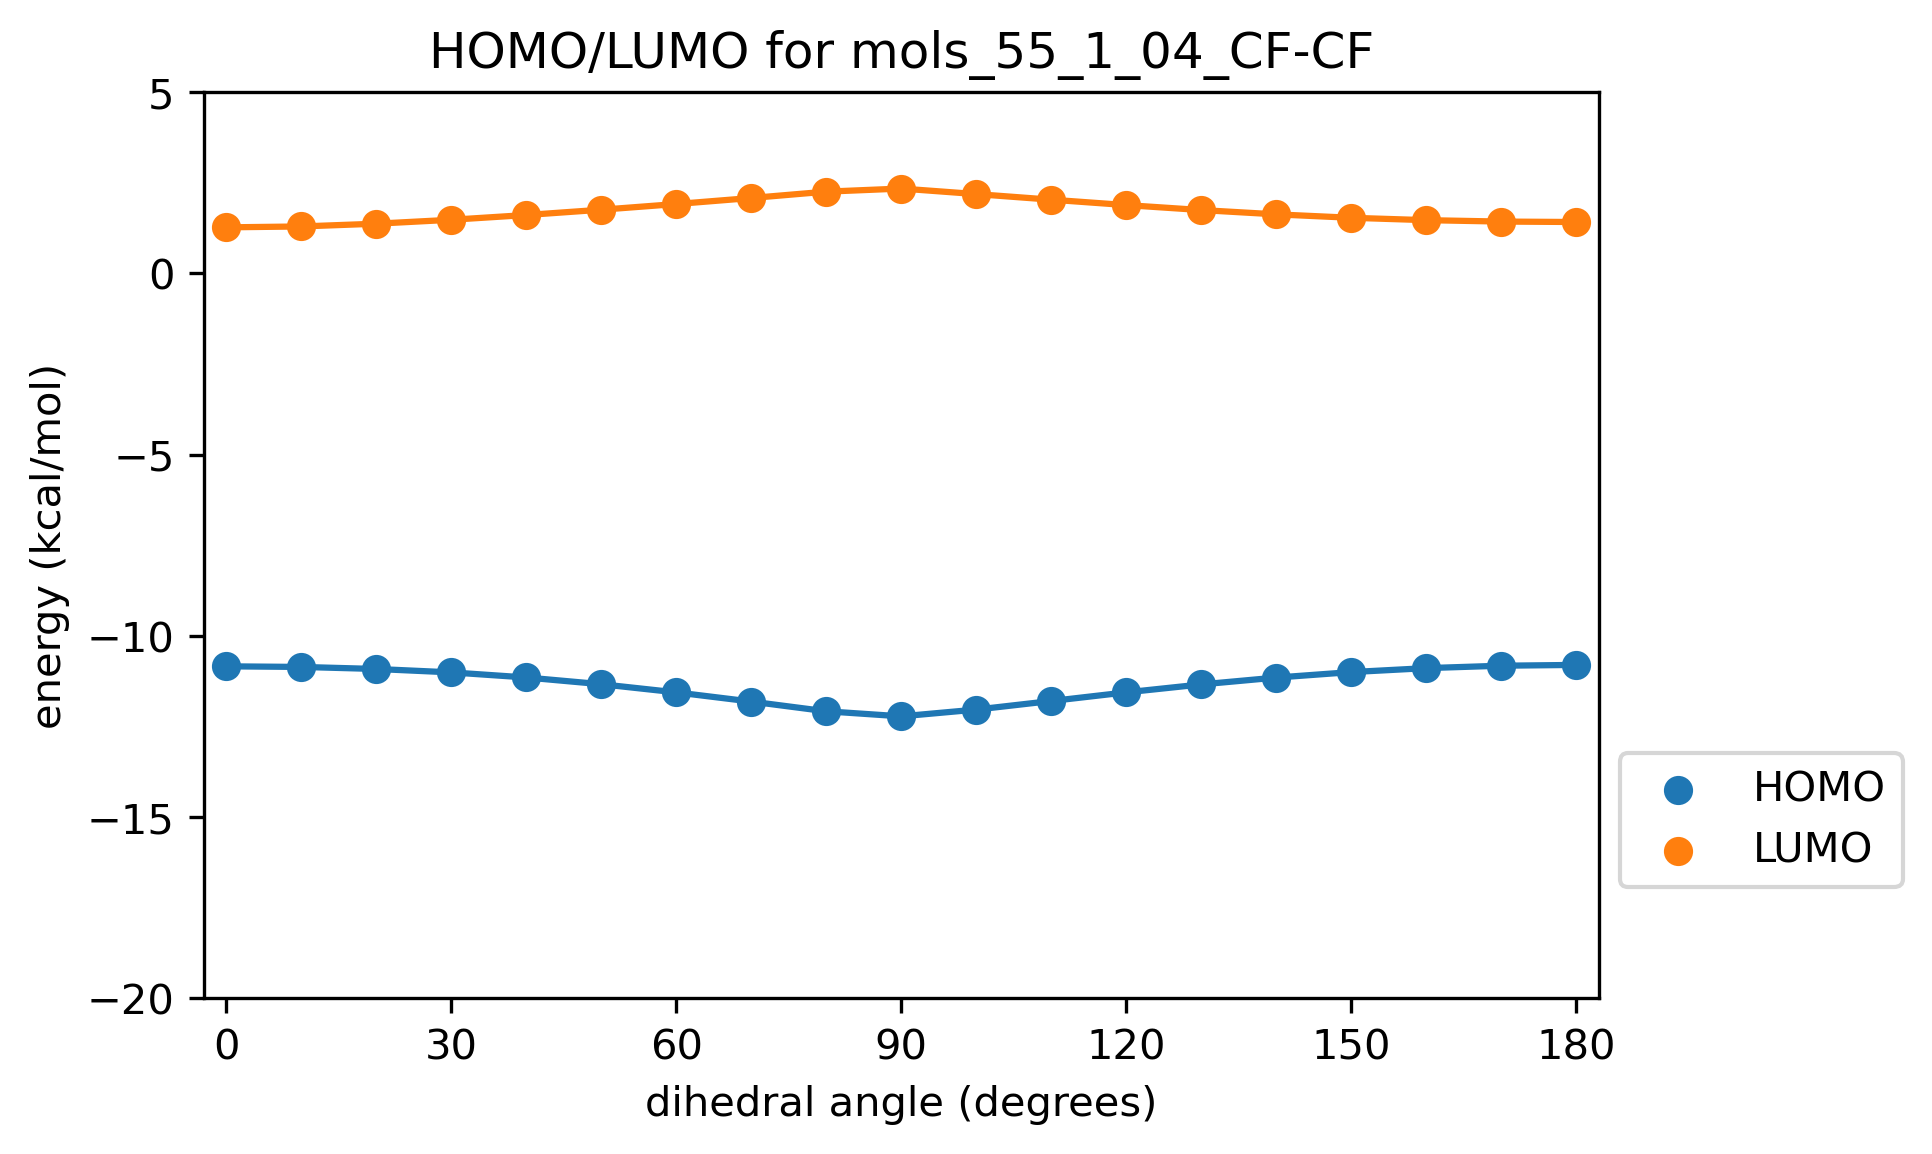 HOMO/LUMO for mols_55_1_04_CF-CF
5
0
−5
−10
−15
−20
energy (kcal/mol)
0 30 60 90 120 150 180
dihedral angle (degrees)
HOMO
LUMO